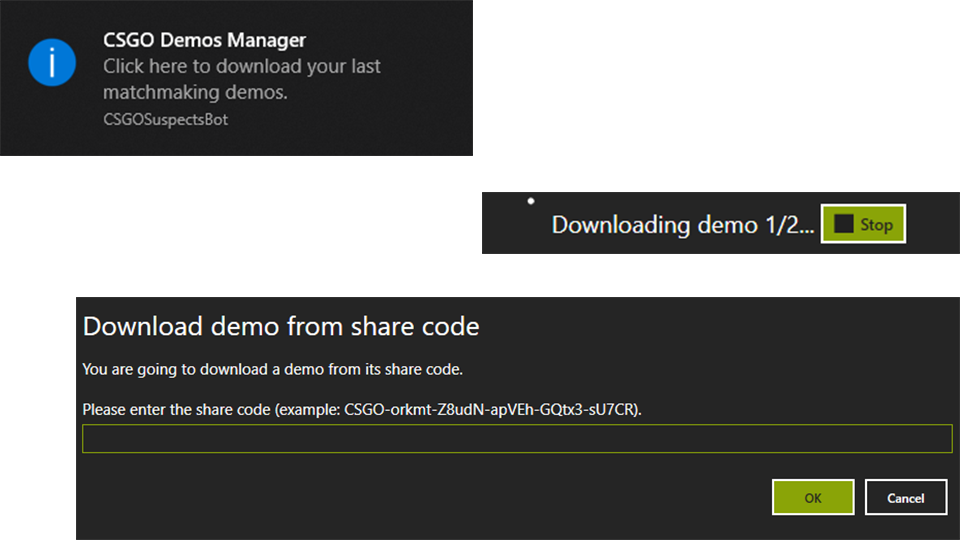 CSGO Demos Manager
Click here to download your last
matchmaking demos.
CSGOSuspectsBot
Downloading demo 1/2...
Stop
Download demo from share code
You are going to download a demo from its share code.
Please enter the share code (example: CSGO-orkmt-Z8udN-apVEh-GQtx3-sU7CR).
OK
Cancel